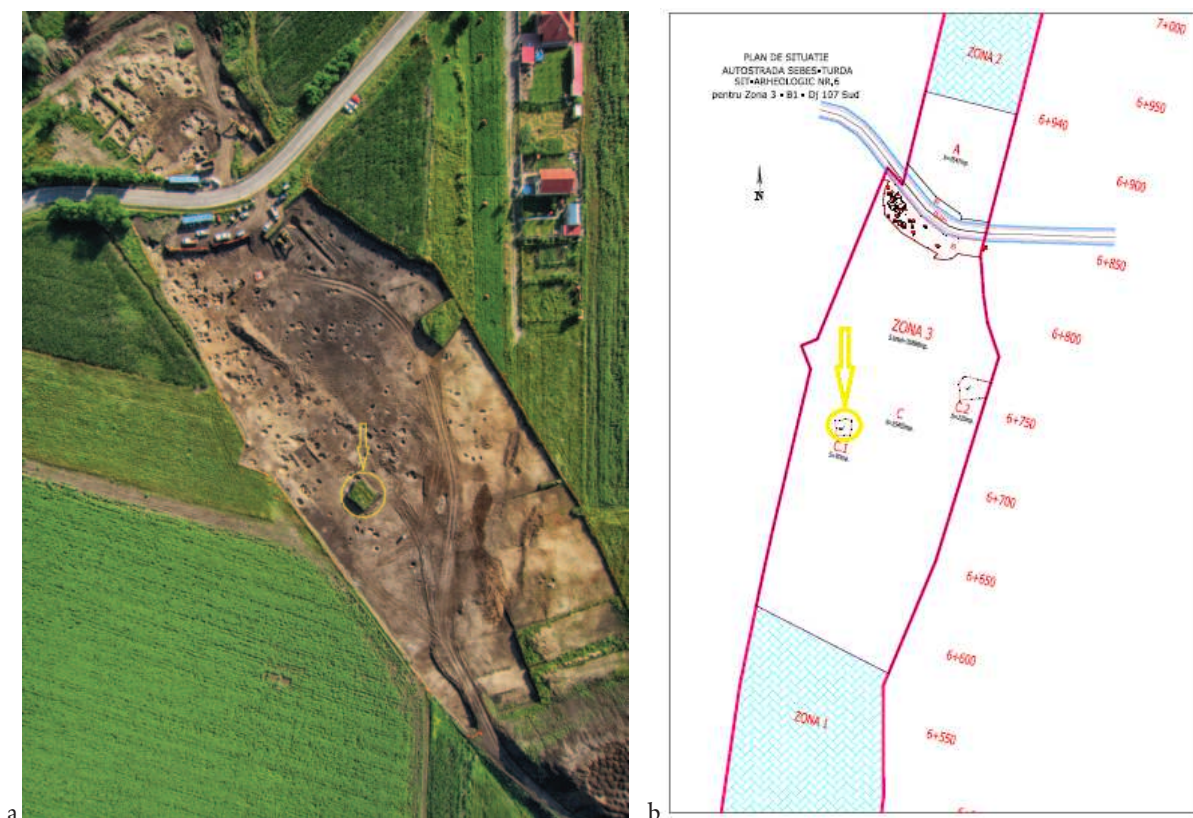 PLAN DE SITUATIE
AUTOSTRADA SEBES•TURDA
SIT•ARHEOLOGIC NR,6
pentru Zona 3 • B1 • Dj 107 Sud
N
ZONA 2
7+000
6+950
6+940
A
6+900
6+850
ZONA 3
6+800
C.2
C
6+750
C.1
6+700
6+650
6+600
ZONA 1
6+550
a
b